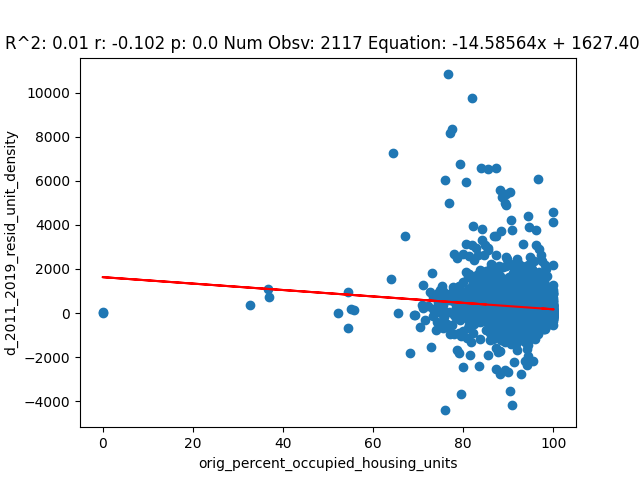 R^2: 0.01 r: -0.102 p: 0.0 Num Obsv: 2117 Equation: -14.58564x + 1627.40
10000
8000
6000
4000
2000
0
−2000
−4000
d_2011_2019_resid_unit_density
0 20 40 60 80 100
orig_percent_occupied_housing_units